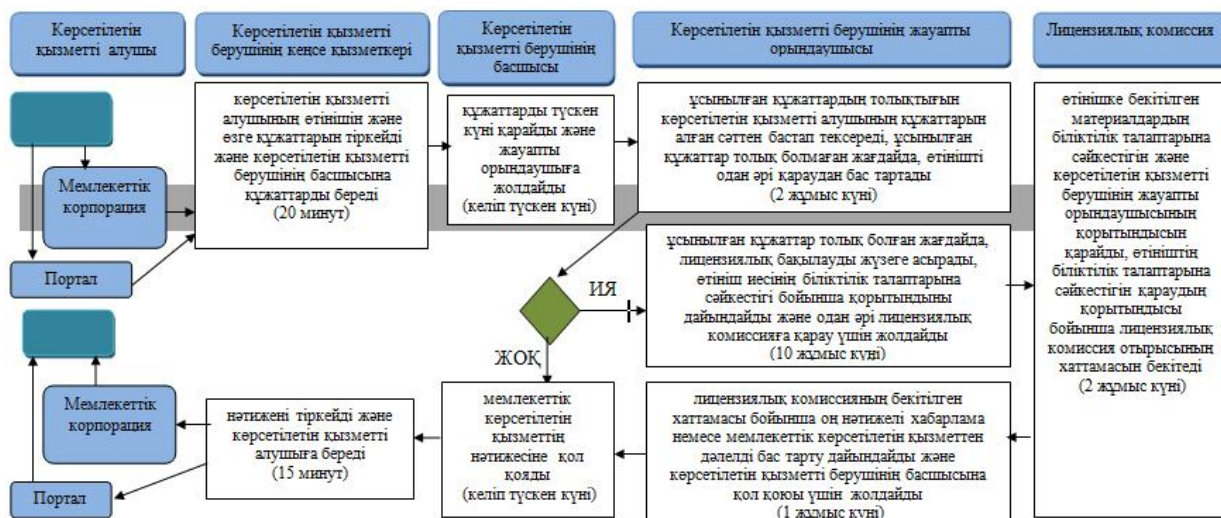 Көрсетілетін
қызметті алушы
Көрсетілетін қызметті
берушінің кеңсе қызметкері
Көрсетілетін
қызметті берушінің
басшысы
Көрсетілетін қызметті берушінің жауапты
орындаушысы
Лицензиялық комиссия
Мемлекеттік
корпорация
Портал
көрсетілетін қызметті
алушының өтінішін және
өзге құжаттарын тіркейді
және көрсетілетін қызметті
берушінің басшысына
құжаттарды береді
(20 минут)
құжаттарды түскен
күні қарайды және
жауапты
орындаушыға
жолдайды
(келіп түскен күні)
ұсынылған құжаттардың толықтығын
көрсетілетін қызметті алушының құжаттарын
алған сәттен бастап тексереді, ұсынылған
құжаттар толық болмаған жағдайда, өтінішті
одан әрі қараудан бас тартады
(2 жұмыс күні)
өтінішке бекітілген
материалдардың
біліктілік талаптарына
сәйкестігін және
көрсетілетін қызметті
берушінің жауапты
орындаушысының
қорытындысын
қарайды, өтініштің
біліктілік талаптарына
сәйкестігін қараудың
қорытындысы
бойынша лицензиялық
комиссия отырысының
хаттамасын бекітеді
(2 жұмыс күні)
ИЯ
ЖОҚ
ұсынылған құжаттар толық болған жағдайда,
лицензиялық бақылауды жүзеге асырады,
өтініш иесінің біліктілік талаптарына
сәйкестігі бойынша қорытындыны
дайындайды және одан әрі лицензиялық
комиссияға қарау үшін жолдайды
(10 жұмыс күні)
Мемлекеттік
корпорация
Портал
нәтижені тіркейді және
көрсетілетін қызметті
алушыға береді
(15 минут)
мемлекеттік
көрсетілетін
қызметтің
нәтижесіне қол
қояды
(келіп түскен күні)
лицензиялық комиссияның бекітілген
хаттамасы бойынша оң нәтижелі хабарлама
немесе мемлекеттік көрсетілетін қызметтен
дәлелді бас тарту дайындайды және
көрсетілетін қызметті берушінің басшысына
қол қоюы үшін жолдайды
(1 жұмыс күні)